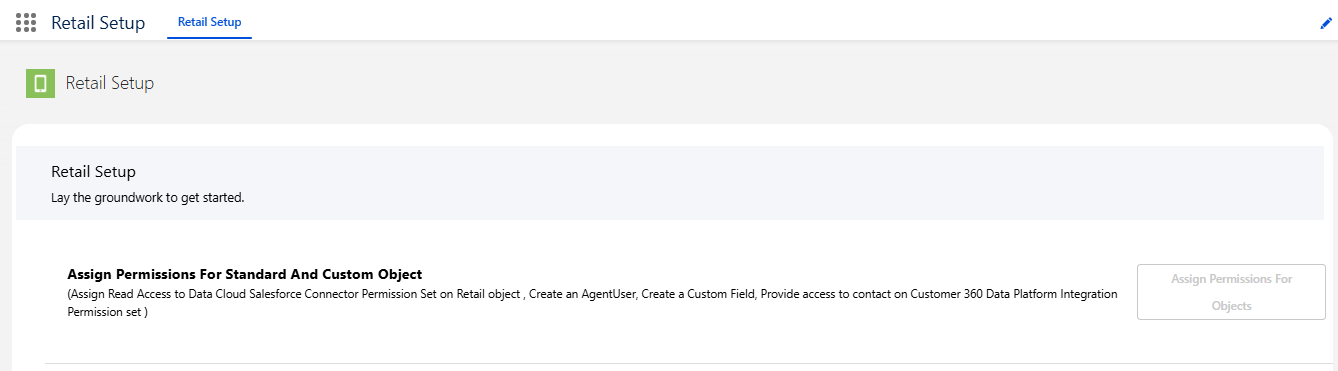 Retail Setup
Retail Setup
Retail Setup
Retail Setup
Lay the groundwork to get started.
Assign Permissions For Standard And Custom Object
(Assign Read Access to Data Cloud Salesforce Connector Permission Set on Retail object , Create an AgentUser, Create a Custom Field, Provide access to contact on Customer 360 Data Platform Integration
Permission set )
Assign Permissions For
Objects